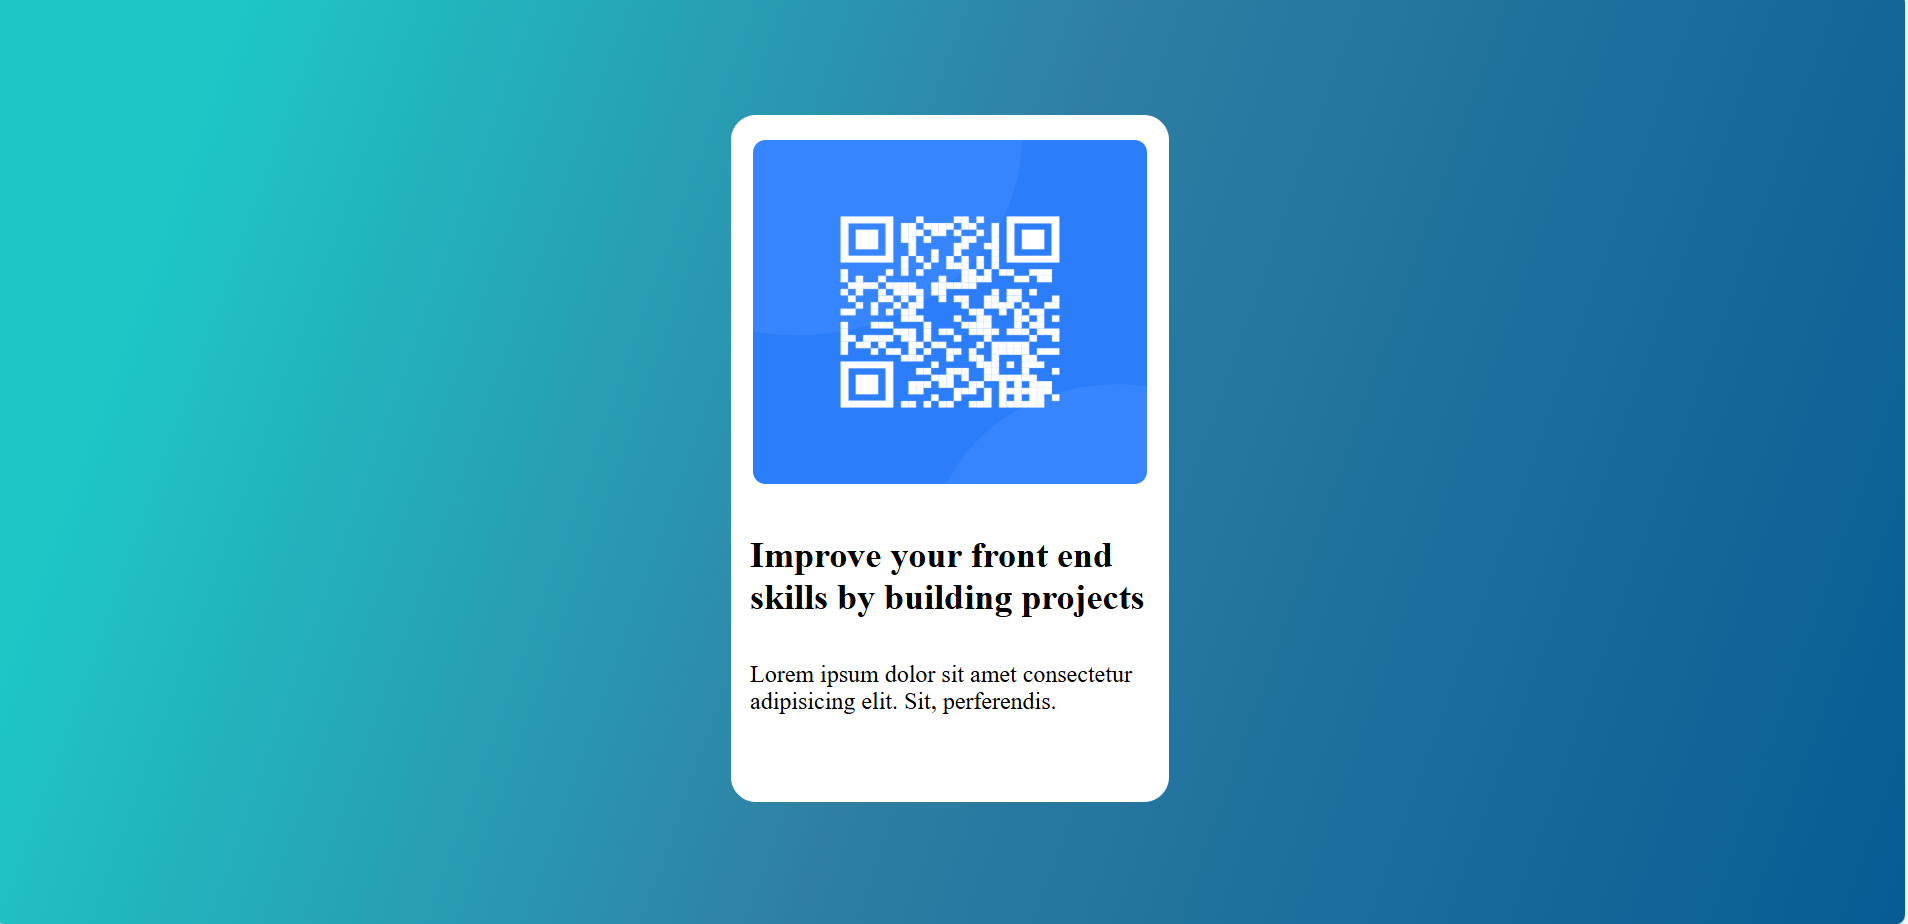 Improve your front end
skills by building projects
Lorem ipsum dolor sit amet consectetur
adipisicing elit. Sit, perferendis.